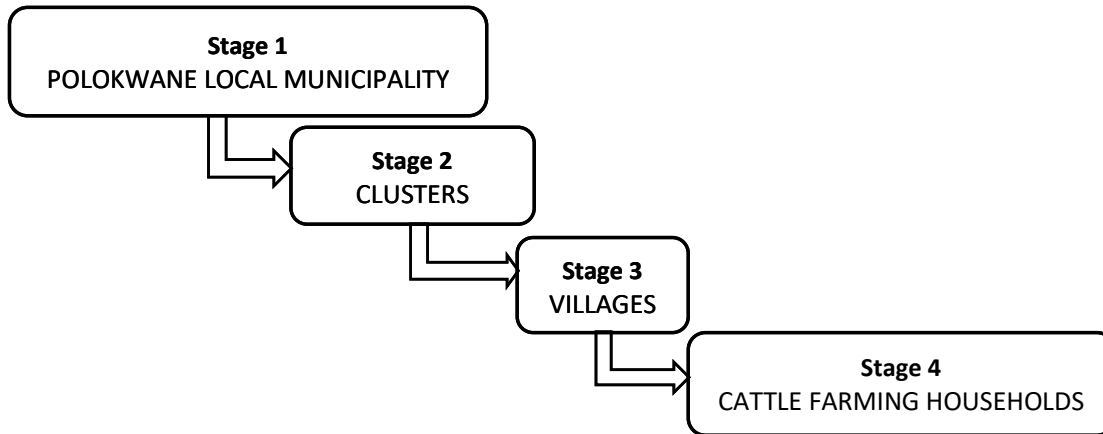 Stage 1
POLOKWANE LOCAL MUNICIPALITY
Stage 2
CLUSTERS
Stage 3
VILLAGES
Stage 4
CATTLE FARMING HOUSEHOLDS